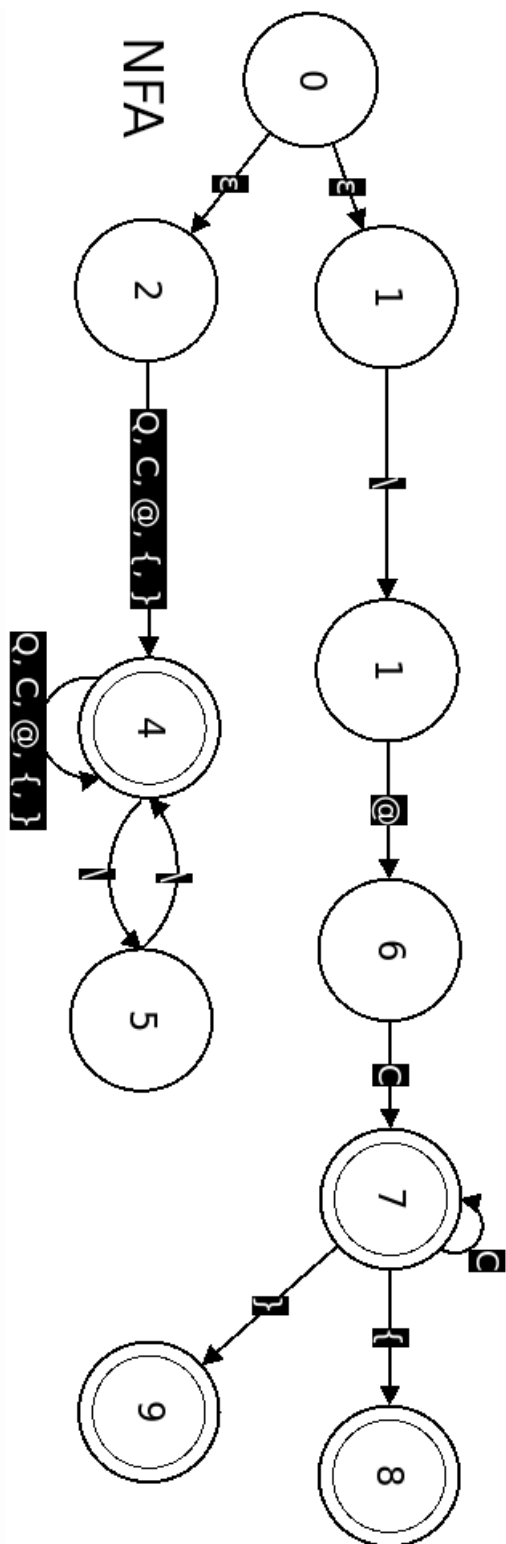 C
ε
1
\
1
@
6
C
7
{
8
0
ε
2
Q, C, @, {, }
4
\
\
5
}
9
NFA
Q, C, @, {, }